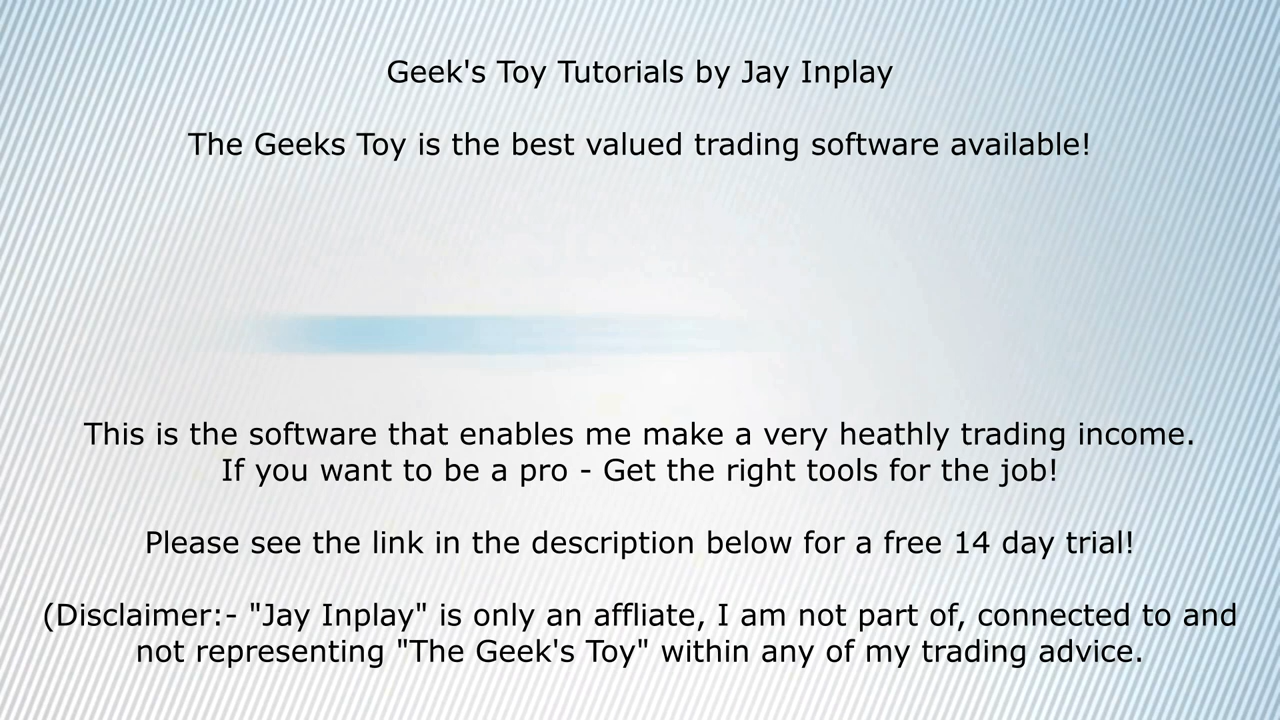 Geek's Toy Tutorials by Jay Inplay
The Geeks Toy is the best valued trading software available!
This is the software that enables me make a very heathly trading income.
If you want to be a pro - Get the right tools for the job!
Please see the link in the description below for a free 14 day trial!
(Disclaimer:- "Jay Inplay" is only an affliate, I am not part of, connected to and
not representing "The Geek's Toy" within any of my trading advice.